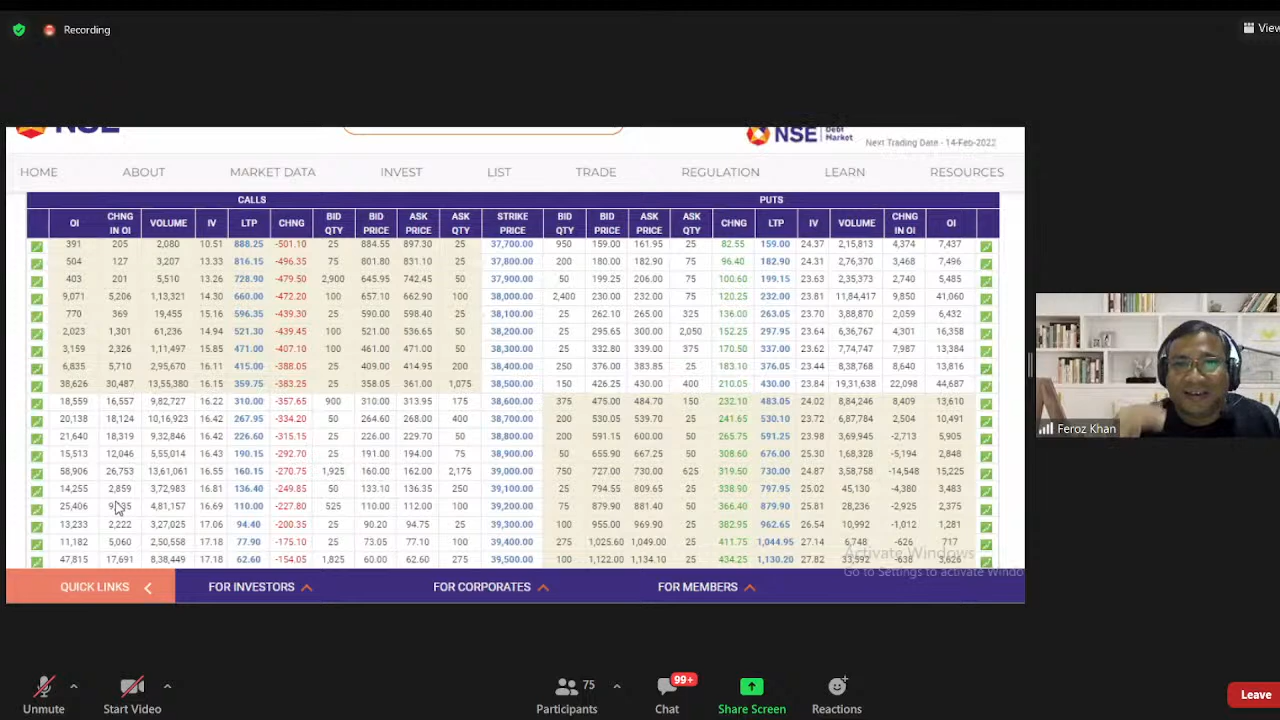 Recording
View
NSE
NSE Debt Market
Next Trading Date - 14-Feb-2022
HOME ABOUT MARKET DATA INVEST LIST TRADE REGULATION LEARN RESOURCES
CALLS PUTS
OI CHNG IN OI VOLUME IV LTP CHNG BID QTY BID PRICE ASK PRICE ASK QTY STRIKE PRICE BID QTY BID PRICE ASK PRICE ASK QTY CHNG LTP IV VOLUME CHNG IN OI OI
391 205 2,080 10.51 888.25 -501.10 25 884.55 897.30 25 37,700.00 950 159.00 161.95 25 82.55 159.00 24.37 2,15,813 4,374 7,437
504 127 3,207 13.33 816.15 -496.35 75 801.80 831.10 25 37,800.00 200 180.00 182.90 75 96.40 182.90 24.31 2,76,370 3,468 7,496
403 201 5,510 13.26 728.90 -479.50 2,900 645.95 742.45 50 37,900.00 50 199.25 206.00 75 100.60 199.15 23.63 2,35,373 2,740 5,485
9,071 5,206 1,13,321 14.30 660.00 -472.20 100 657.10 662.90 100 38,000.00 2,400 230.00 232.00 75 120.25 232.00 23.81 11,84,417 9,850 41,060
770 369 19,455 15.16 596.35 -439.30 25 590.00 598.40 25 38,100.00 100 262.10 265.00 325 136.00 263.05 23.70 3,88,870 2,059 6,432
2,023 1,301 61,236 14.94 521.30 -439.45 100 521.00 536.65 50 38,200.00 25 295.65 300.00 2,050 152.25 297.95 23.64 6,36,767 4,301 16,358
3,159 2,326 1,11,497 15.85 471.00 -407.10 100 461.00 471.00 50 38,300.00 25 332.80 339.00 375 170.50 337.00 23.62 7,74,747 7,987 13,384
6,835 5,710 2,95,670 16.11 415.00 -388.05 25 409.00 414.95 200 38,400.00 250 376.00 383.85 25 183.10 376.05 23.44 8,38,768 8,640 13,816
38,626 30,487 13,55,380 16.15 359.75 -383.25 25 358.05 361.00 1,075 38,500.00 150 426.25 430.00 400 210.05 430.00 23.84 19,31,638 22,098 44,687
18,559 16,557 9,82,727 16.22 310.00 -357.65 900 310.00 313.95 175 38,600.00 375 475.00 484.70 150 232.10 483.05 24.02 8,84,246 8,409 13,610
20,138 18,124 10,16,923 16.42 267.95 -334.20 50 264.60 268.00 400 38,700.00 200 530.05 539.70 25 241.65 530.10 23.72 6,87,784 2,504 10,491
21,640 18,319 9,32,846 16.42 226.60 -315.15 25 226.00 229.70 50 38,800.00 200 591.15 600.00 50 265.75 591.25 23.98 3,69,945 -2,713 5,905
15,513 12,046 5,55,014 16.43 190.15 -292.70 25 191.00 194.00 75 38,900.00 50 655.90 667.25 50 308.60 676.00 25.30 1,11,328 -5,194 2,848
58,906 26,753 13,61,061 16.55 160.15 -270.75 1,925 160.00 162.00 2,175 39,000.00 750 727.00 730.00 625 319.50 730.00 24.87 3,58,758 -14,548 15,225
14,255 2,859 3,72,983 16.81 136.40 -249.85 50 133.10 136.35 250 39,100.00 25 794.55 809.65 25 338.90 797.95 25.02 45,130 -4,390 3,483
25,406 4,81,157 16.69 110.00 -227.80 525 110.00 112.00 100 39,200.00 75 879.90 881.40 50 366.40 879.90 25.81 28,236 -2,925 2,375
13,233 2,222 3,27,025 17.06 94.40 -200.35 25 90.20 94.75 25 39,300.00 100 955.00 969.90 25 382.95 962.65 26.54 10,992 -1,012 1,281
11,182 5,060 2,50,558 17.18 77.90 -175.10 25 73.05 77.10 100 39,400.00 275 1,025.60 1,049.00 25 411.75 1,044.95 27.14 6,748 -626 717
47,815 17,691 8,38,449 17.18 62.60 -154.05 1,825 60.00 62.60 275 39,500.00 100 1,122.00 1,134.10 25 434.25 1,130.20 27.82 33,592 -638 3,626
Activate Windows
Go to Settings to activate Windo
QUICK LINKS FOR INVESTORS FOR CORPORATES FOR MEMBERS
Feroz Khan
Unmute Start Video Participants 75 Chat 99+ Share Screen Reactions Leave